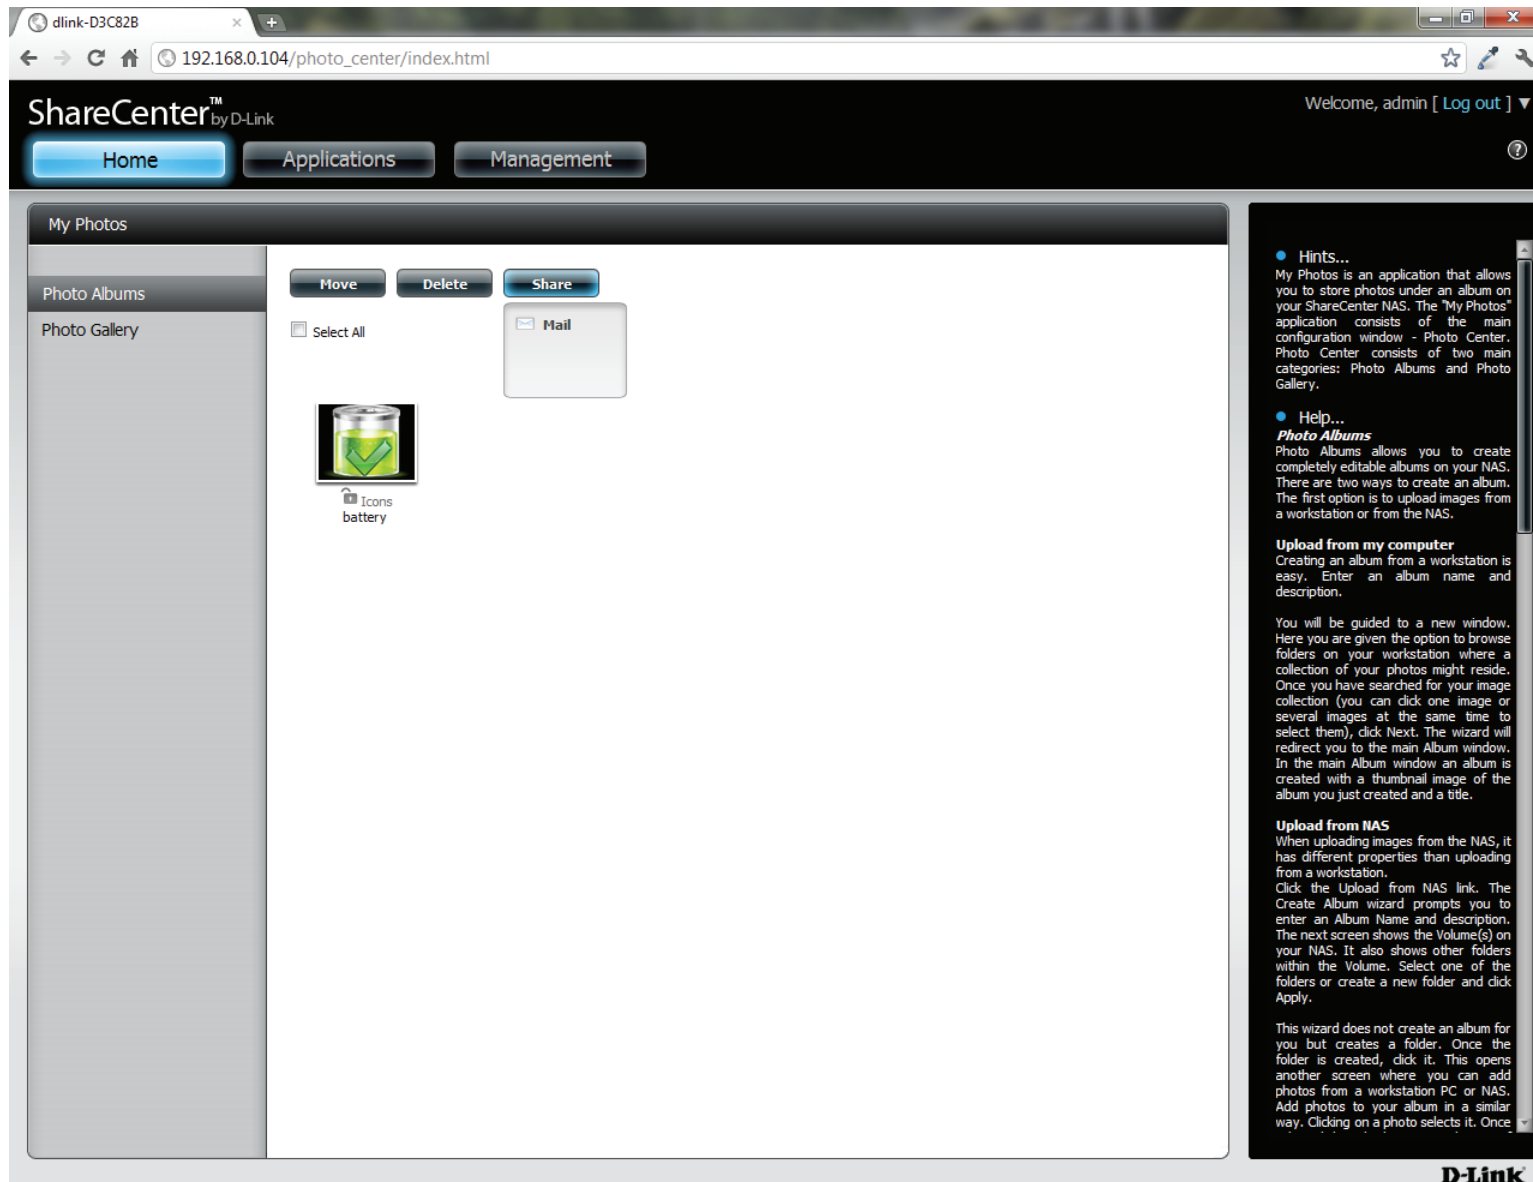 dlink-D3C82B
192.168.0.104/photo_center/index.html
ShareCenter™ by D-Link
Welcome, admin [ Log out ] ▼
Home
Applications
Management
?
My Photos
Photo Albums
Photo Gallery
Move
Delete
Share
Select All
Mail
Icons
battery
Hints...
My Photos is an application that allows
you to store photos under an album on
your ShareCenter NAS. The "My Photos"
application consists of the main
configuration window - Photo Center.
Photo Center consists of two main
categories: Photo Albums and Photo
Gallery.
Help...
Photo Albums
Photo Albums allows you to create
completely editable albums on your NAS.
There are two ways to create an album.
The first option is to upload images from
a workstation or from the NAS.
Upload from my computer
Creating an album from a workstation is
easy. Enter an album name and
description.
You will be guided to a new window.
Here you are given the option to browse
folders on your workstation where a
collection of your photos might reside.
Once you have searched for your image
collection (you can click one image or
several images at the same time to
select them), click Next. The wizard will
redirect you to the main Album window.
In the main Album window an album is
created with a thumbnail image of the
album you just created and a title.
Upload from NAS
When uploading images from the NAS, it
has different properties than uploading
from a workstation.
Click the Upload from NAS link. The
Create Album wizard prompts you to
enter an Album Name and description.
The next screen shows the Volume(s) on
your NAS. It also shows other folders
within the Volume. Select one of the
folders or create a new folder and click
Apply.
This wizard does not create an album for
you but creates a folder. Once the
folder is created, click it. This opens
another screen where you can add
photos from a workstation PC or NAS.
Add photos to your album in a similar
way. Clicking on a photo selects it. Once
D-Link